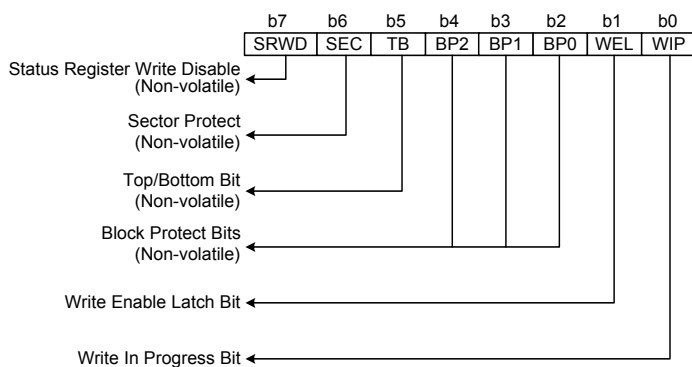 b7 b6 b5 b4 b3 b2 b1 b0
SRWD SEC TB BP2 BP1 BP0 WEL WIP
Status Register Write Disable
(Non-volatile)
Sector Protect
(Non-volatile)
Top/Bottom Bit
(Non-volatile)
Block Protect Bits
(Non-volatile)
Write Enable Latch Bit
Write In Progress Bit